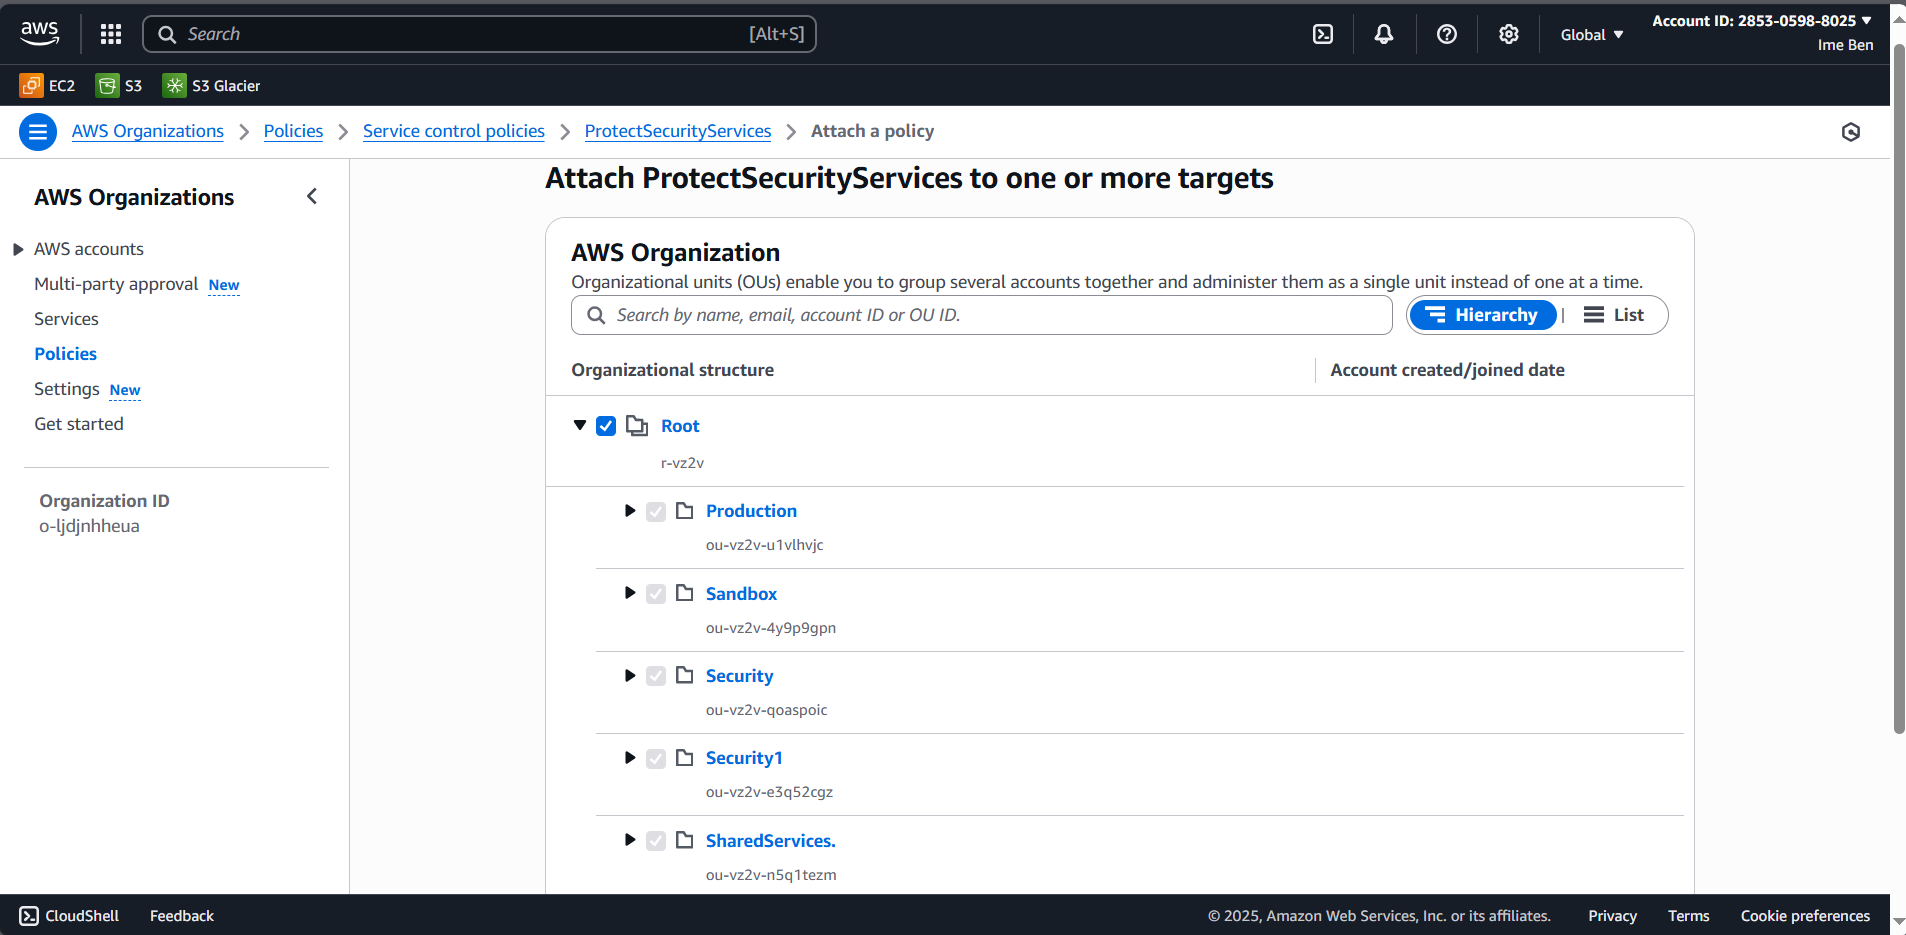 aws
Search
[Alt+S]
Global
Account ID: 2853-0598-8025
Ime Ben
EC2
S3
S3 Glacier
AWS Organizations
Policies
Service control policies
ProtectSecurityServices
Attach a policy
AWS Organizations
AWS accounts
Multi-party approval New
Services
Policies
Settings New
Get started
Organization ID
o-ljdjnhheua
Attach ProtectSecurityServices to one or more targets
AWS Organization
Organizational units (OUs) enable you to group several accounts together and administer them as a single unit instead of one at a time.
Search by name, email, account ID or OU ID.
Hierarchy
List
Organizational structure
Account created/joined date
Root
r-vz2v
Production
ou-vz2v-u1vlhvjc
Sandbox
ou-vz2v-4y9p9gpn
Security
ou-vz2v-qoaspoic
Security1
ou-vz2v-e3q52cgz
SharedServices.
ou-vz2v-n5q1tezm
CloudShell
Feedback
© 2025, Amazon Web Services, Inc. or its affiliates.
Privacy
Terms
Cookie preferences